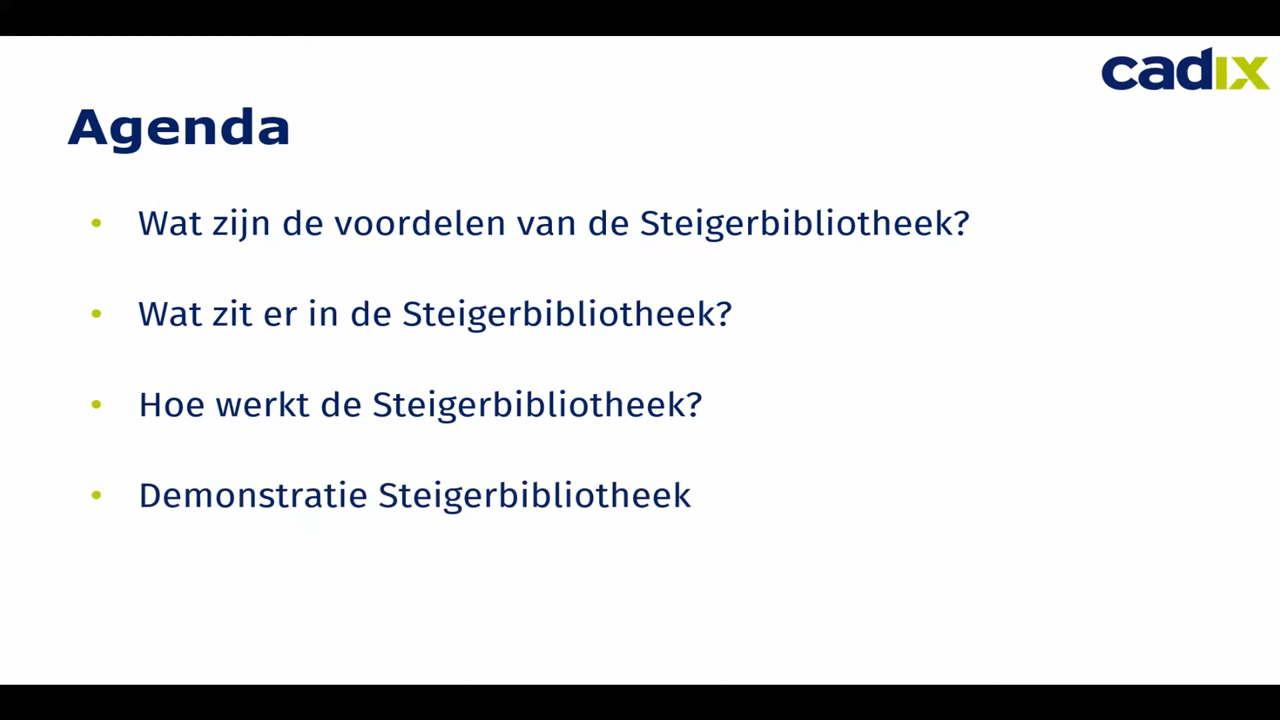 cadix
Agenda
• Wat zijn de voordelen van de Steigerbibliotheek?
• Wat zit er in de Steigerbibliotheek?
• Hoe werkt de Steigerbibliotheek?
• Demonstratie Steigerbibliotheek